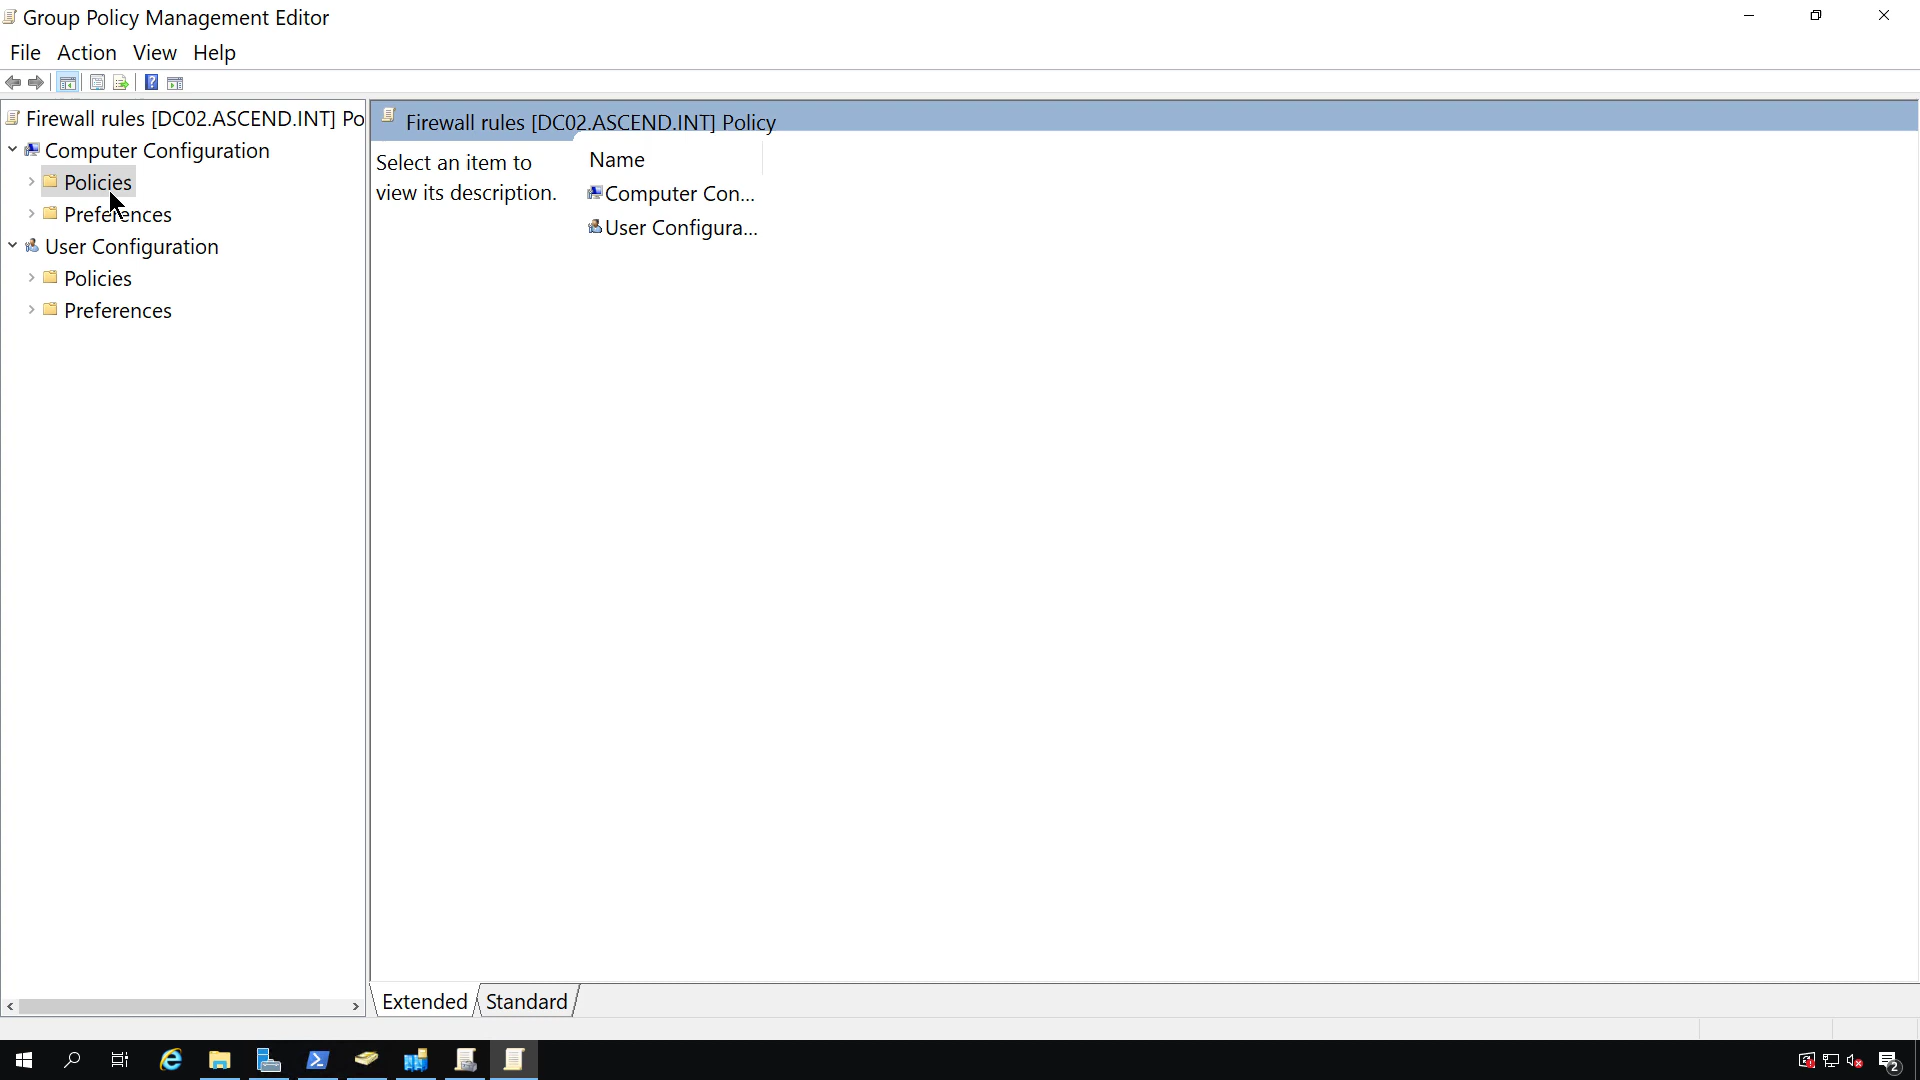 Group Policy Management Editor
File Action View Help
Firewall rules [DC02.ASCEND.INT] Po
Computer Configuration
Policies
Preferences
User Configuration
Policies
Preferences
Firewall rules [DC02.ASCEND.INT] Policy
Select an item to
view its description.
Name
Computer Con...
User Configura...
Extended Standard
2